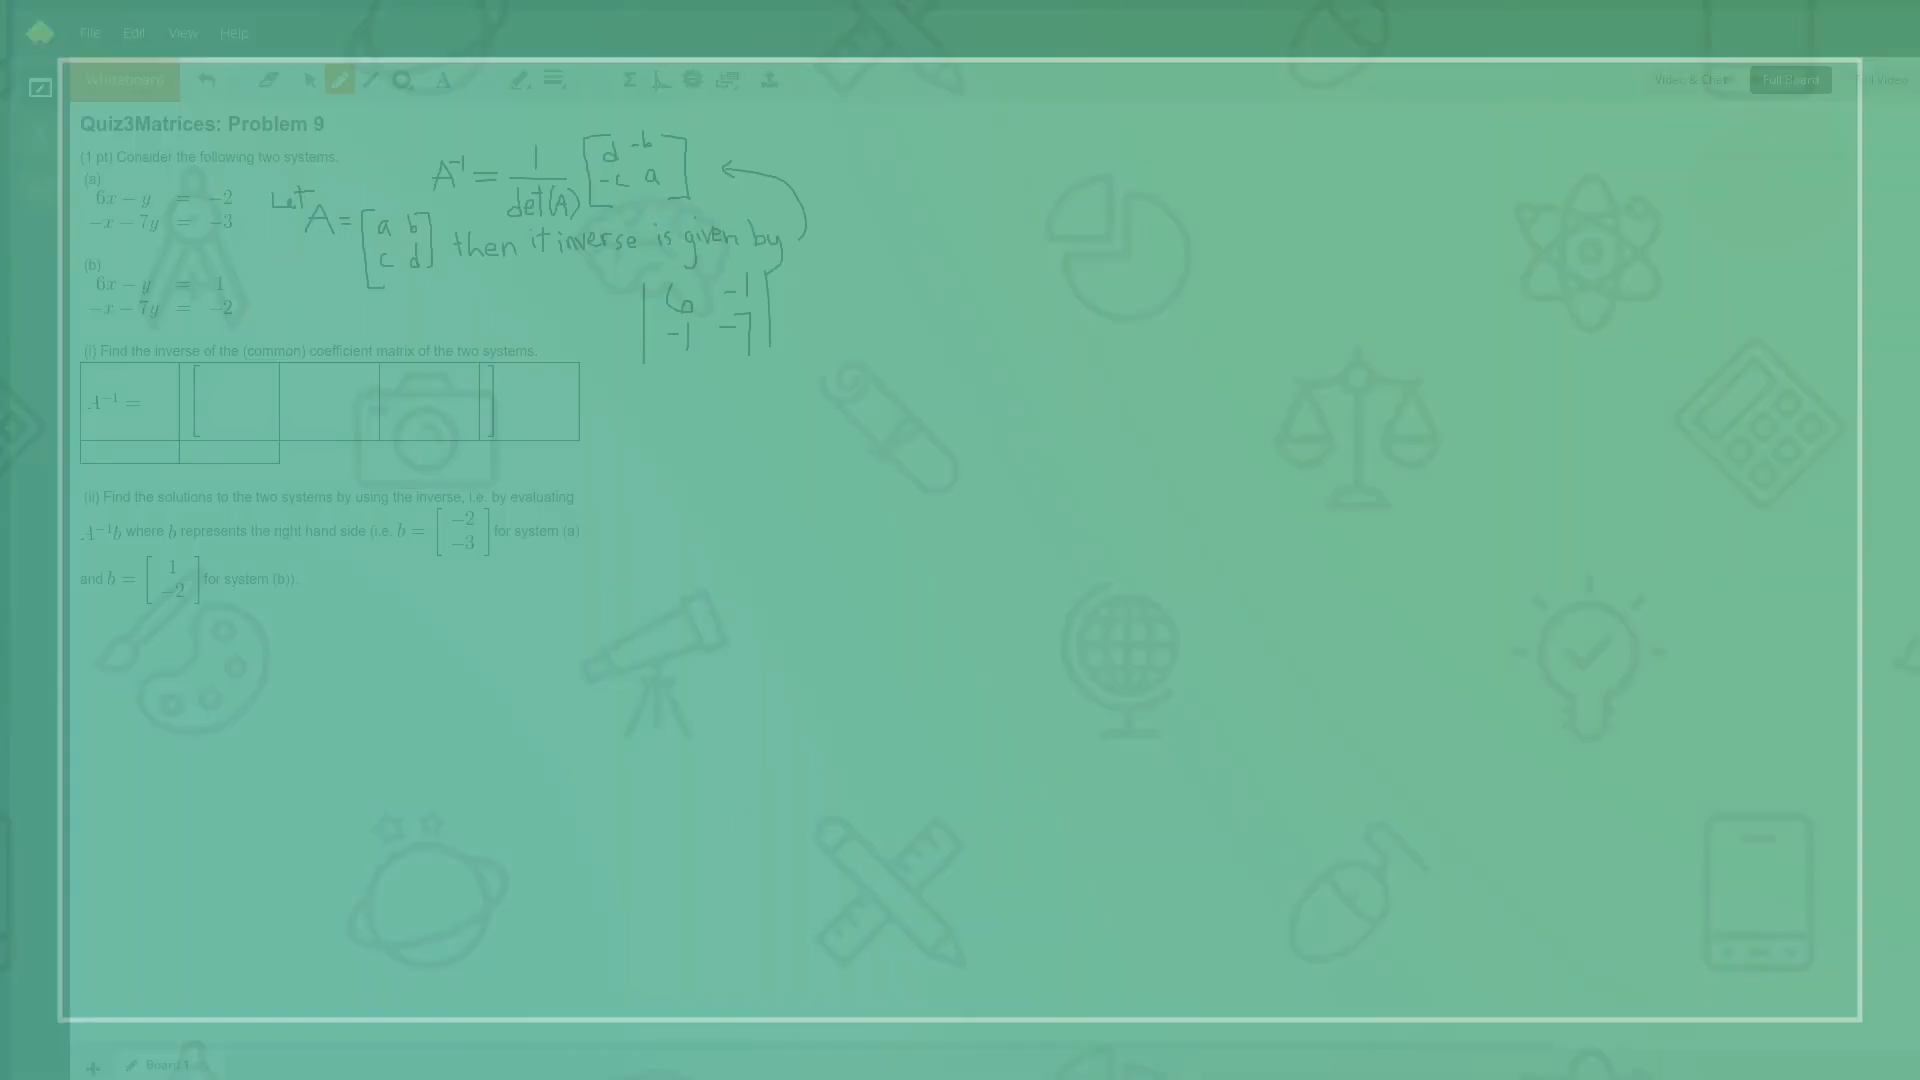 File Edit View Help
Whiteboard
Σ
Video & Chat Full Board Full Video
Quiz3Matrices: Problem 9
(1 pt) Consider the following two systems.
(a)
6x − y = −2
−x − 7y = −3
(b)
6x − y = 1
−x − 7y = −2
A⁻¹ = 1/det(A) [d -b
-c a]
Let A = [a b
c d] then it inverse is given by
|6 -1
-1 -7|
(i) Find the inverse of the (common) coefficient matrix of the two systems.
A⁻¹ = [ ]
(ii) Find the solutions to the two systems by using the inverse, i.e. by evaluating
A⁻¹b where b represents the right hand side (i.e. b = [−2
−3] for system (a)
and b = [1
−2] for system (b)).
+ Board 1